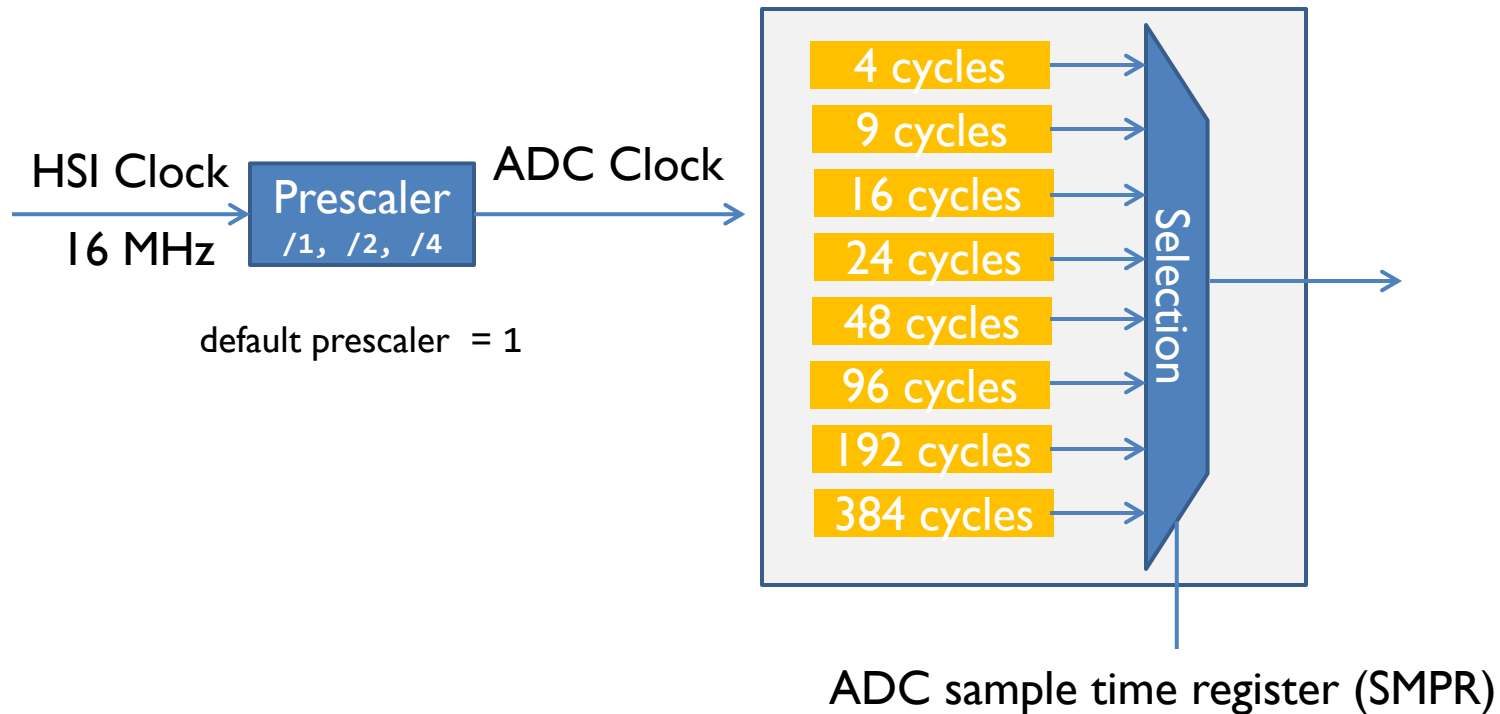 HSI Clock
16 MHz
Prescaler
/1, /2, /4
ADC Clock
default prescaler = 1
4 cycles
9 cycles
16 cycles
24 cycles
48 cycles
96 cycles
192 cycles
384 cycles
Selection
ADC sample time register (SMPR)